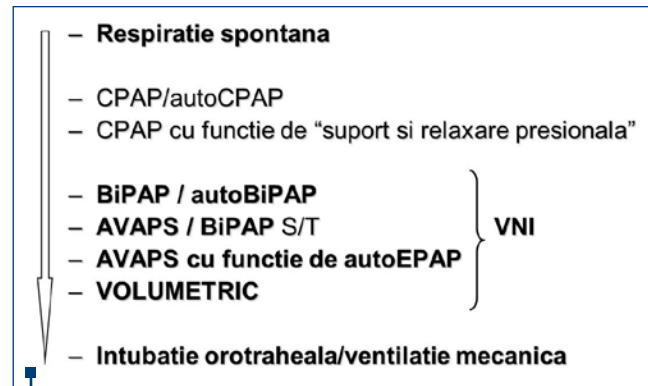 – Respiratie spontana
– CPAP/autoCPAP
– CPAP cu functie de “suport si relaxare presionala”
– BiPAP / autoBiPAP
– AVAPS / BiPAP S/T
VNI
– AVAPS cu functie de autoEPAP
– VOLUMETRIC
– Intubatie orotraheala/ventilatie mecanica